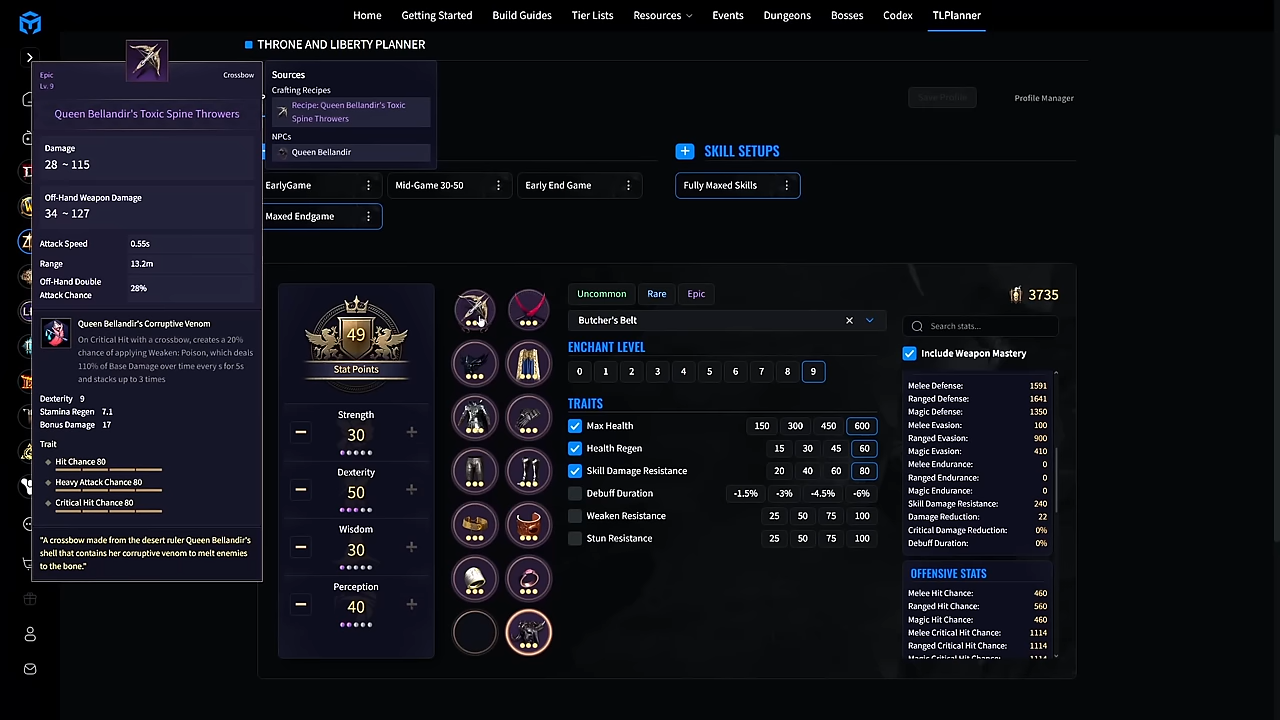 Home
Getting Started
Build Guides
Tier Lists
Resources
Events
Dungeons
Bosses
Codex
TLPlanner
THRONE AND LIBERTY PLANNER
Epic
Lv. 9
Crossbow
Queen Bellandir's Toxic Spine Throwers
Damage
28 ~ 115
Off-Hand Weapon Damage
34 ~ 127
Attack Speed
0.55s
Range
13.2m
Off-Hand Double
Attack Chance
28%
Queen Bellandir's Corruptive Venom
On Critical Hit with a crossbow, creates a 20%
chance of applying Weaken: Poison, which deals
110% of Base Damage over time every s for 5s
and stacks up to 3 times
Dexterity 9
Stamina Regen 7.1
Bonus Damage 17
Trait
Hit Chance 80
Heavy Attack Chance 80
Critical Hit Chance 80
"A crossbow made from the desert ruler Queen Bellandir's
shell that contains her corruptive venom to melt enemies
to the bone."
Sources
Crafting Recipes
Recipe: Queen Bellandir's Toxic
Spine Throwers
NPCs
Queen Bellandir
Save Profile
Profile Manager
SKILL SETUPS
EarlyGame
Mid-Game 30-50
Early End Game
Fully Maxed Skills
Maxed Endgame
49
Stat Points
Strength
30
Dexterity
50
Wisdom
30
Perception
40
Uncommon
Rare
Epic
3735
Butcher's Belt
Search stats...
ENCHANT LEVEL
Include Weapon Mastery
0 1 2 3 4 5 6 7 8 9
TRAITS
Max Health 150 300 450 600
Health Regen 15 30 45 60
Skill Damage Resistance 20 40 60 80
Debuff Duration -1.5% -3% -4.5% -6%
Weaken Resistance 25 50 75 100
Stun Resistance 25 50 75 100
Melee Defense: 1591
Ranged Defense: 1641
Magic Defense: 1350
Melee Evasion: 100
Ranged Evasion: 900
Magic Evasion: 410
Melee Endurance: 0
Ranged Endurance: 0
Magic Endurance: 0
Skill Damage Resistance: 240
Damage Reduction: 22
Critical Damage Reduction: 0%
Debuff Duration: 0%
OFFENSIVE STATS
Melee Hit Chance: 460
Ranged Hit Chance: 560
Magic Hit Chance: 460
Melee Critical Hit Chance: 1114
Ranged Critical Hit Chance: 1114
Magic Critical Hit Chance: 1114